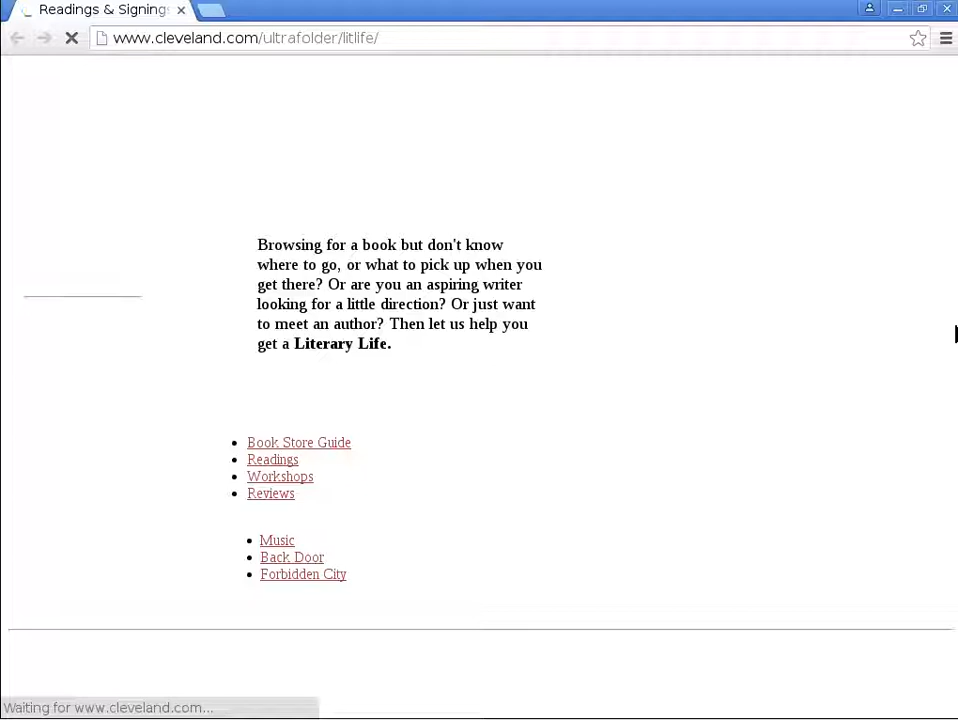 Readings & Signings
www.cleveland.com/ultrafolder/litlife/
Browsing for a book but don't know
where to go, or what to pick up when you
get there? Or are you an aspiring writer
looking for a little direction? Or just want
to meet an author? Then let us help you
get a Literary Life.
Book Store Guide
Readings
Workshops
Reviews
Music
Back Door
Forbidden City
Waiting for www.cleveland.com...